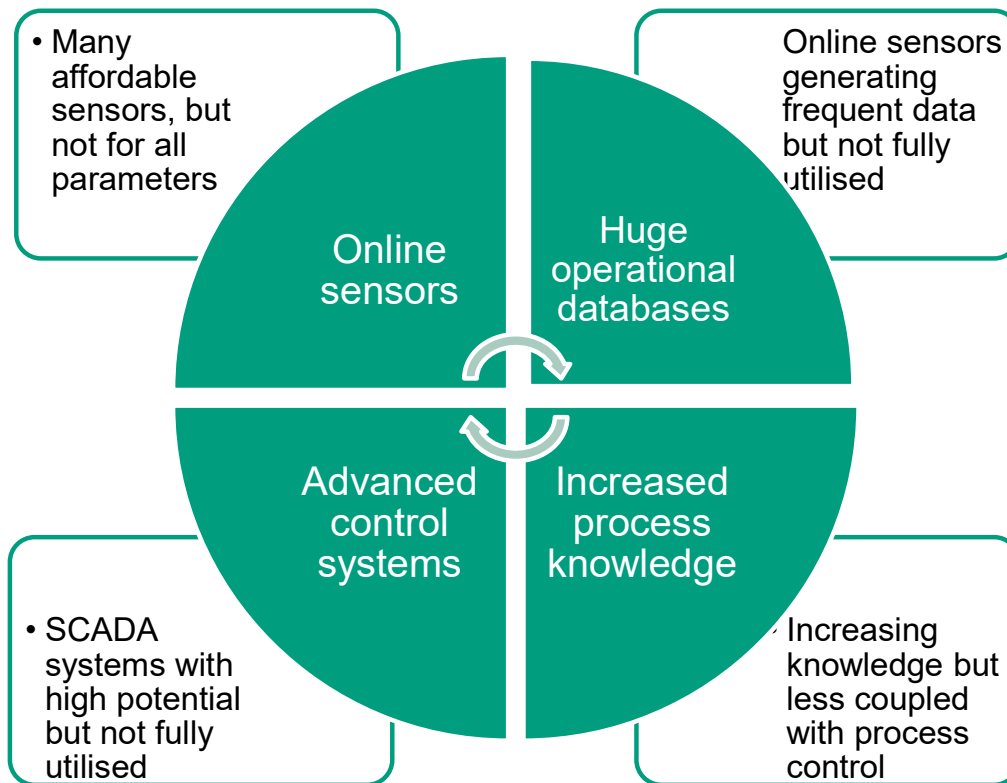 • Many
affordable
sensors, but
not for all
parameters
Online sensors
generating
frequent data
but not fully
utilised
Online
sensors
Huge
operational
databases
Advanced
control
systems
Increased
process
knowledge
• SCADA
systems with
high potential
but not fully
utilised
• Increasing
knowledge but
less coupled
with process
control